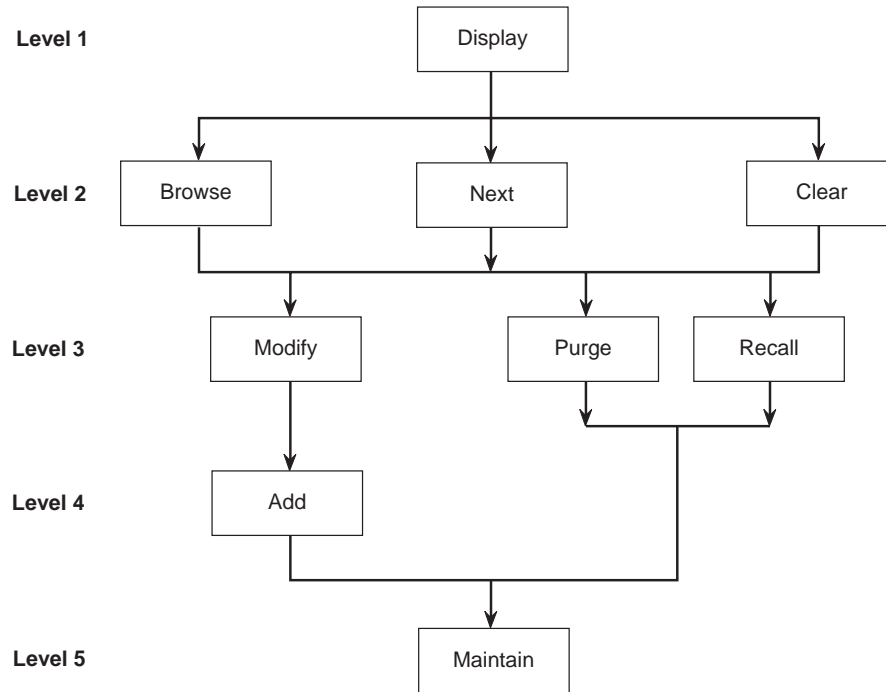 Level 1
Display
Level 2
Browse
Next
Clear
Level 3
Modify
Purge
Recall
Level 4
Add
Level 5
Maintain